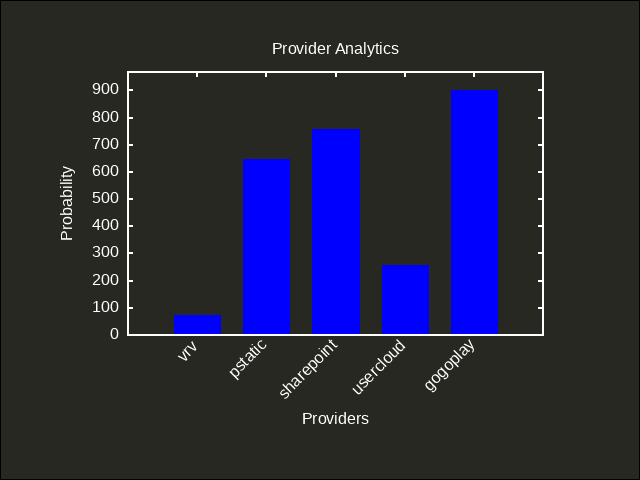 Provider Analytics
Probability
900
800
700
600
500
400
300
200
100
0
vrv
pstatic
sharepoint
usercloud
gogoplay
Providers